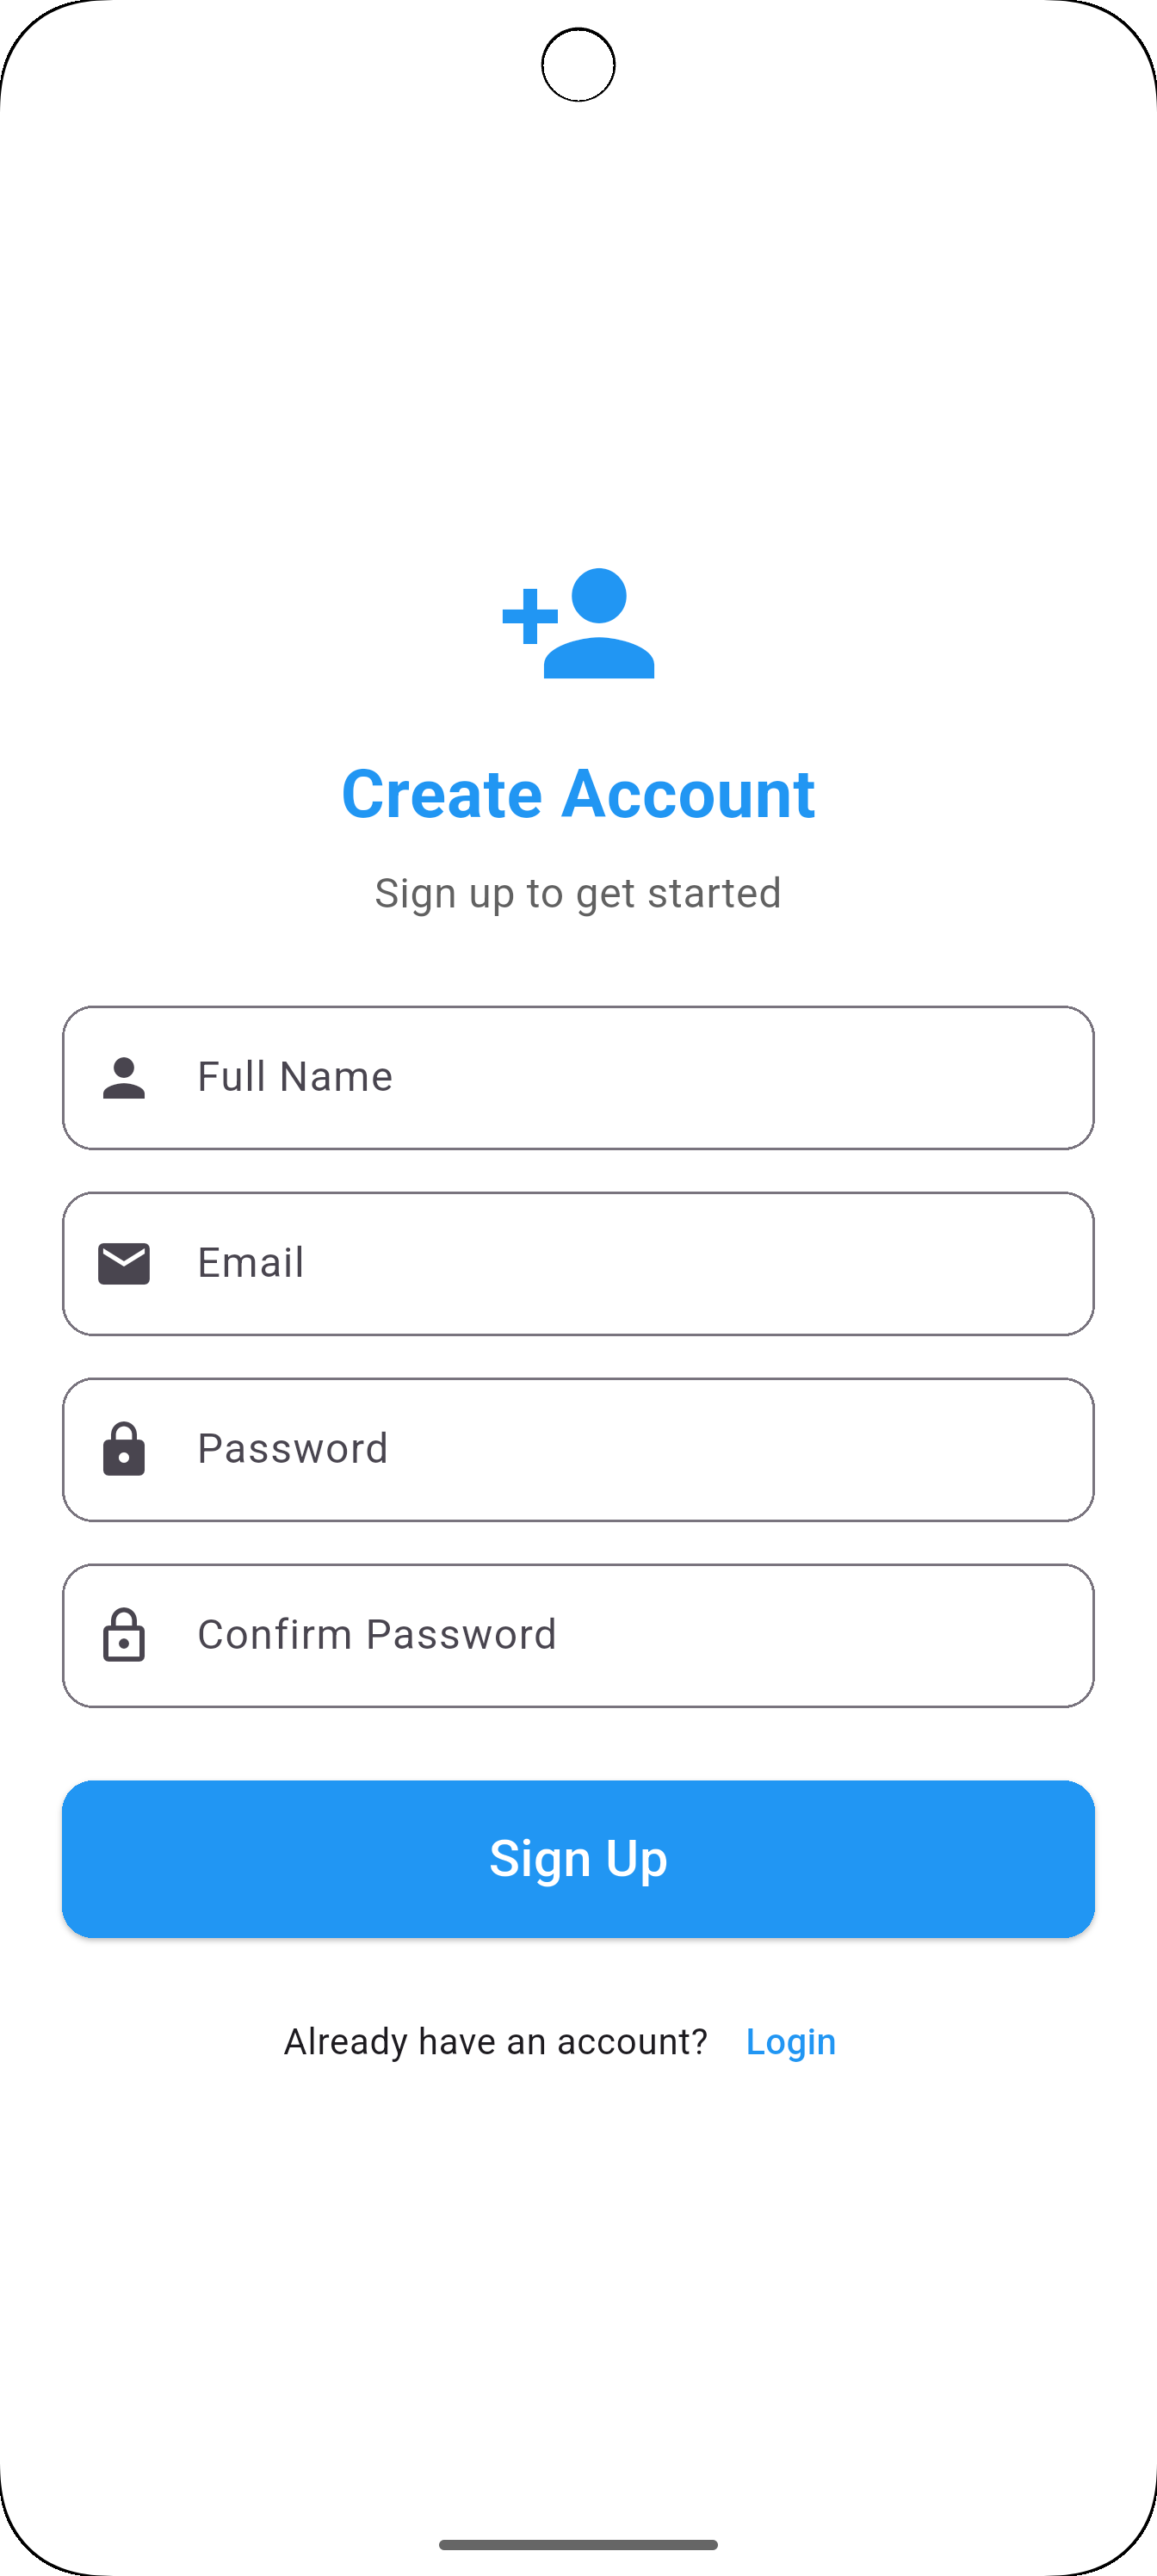 Create Account
Sign up to get started
Full Name
Email
Password
Confirm Password
Sign Up
Already have an account? Login